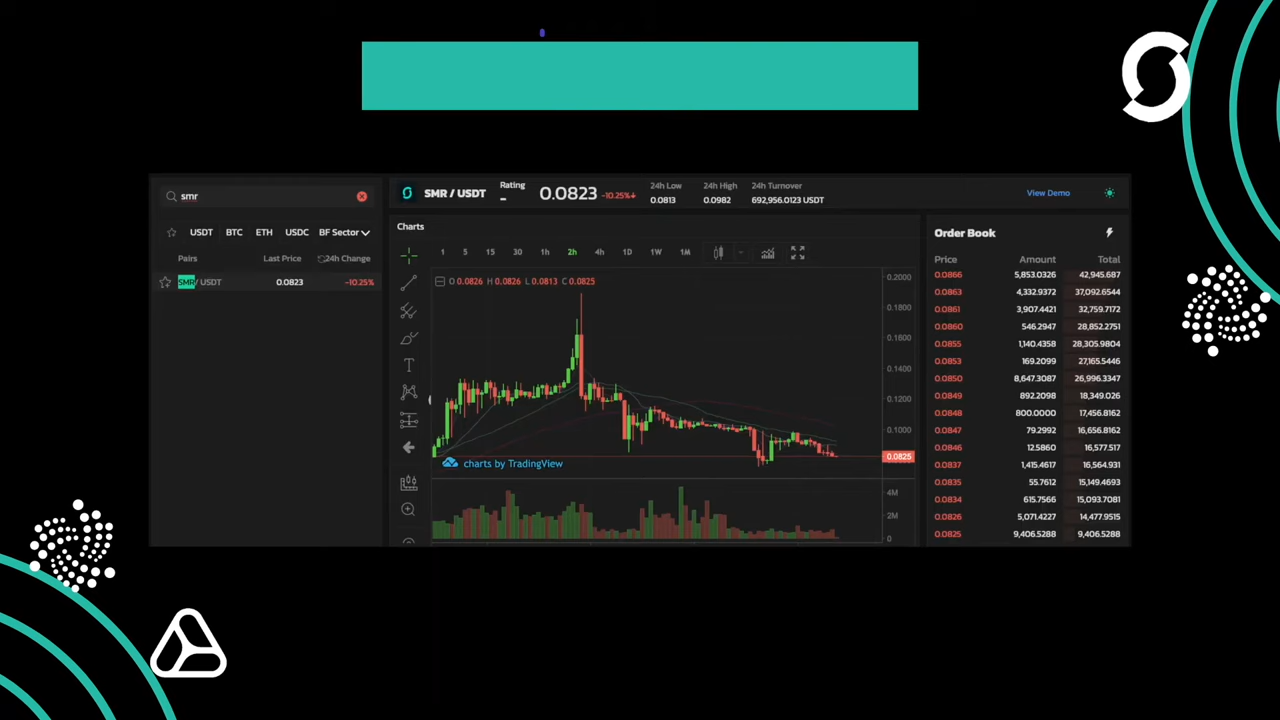 smr
USDT BTC ETH USDC BF Sector
Pairs Last Price 24h Change
SMR/ USDT 0.0823 -10.25%
SMR / USDT Rating – 0.0823 -10.25%↓
24h Low 24h High 24h Turnover
0.0813 0.0982 692,956.0123 USDT
View Demo
Charts
1 5 15 30 1h 2h 4h 1D 1W 1M
O 0.0826 H 0.0826 L 0.0813 C 0.0825
0.2000
0.1800
0.1600
0.1400
0.1200
0.1000
0.0825
charts by TradingView
4M
2M
0
Order Book
Price Amount Total
0.0866 5,853.0326 42,945.687
0.0863 4,332.9372 37,092.6544
0.0861 3,907.4421 32,759.7172
0.0860 546.2947 28,852.2751
0.0855 1,140.4358 28,305.9804
0.0853 169.2099 27,165.5446
0.0850 8,647.3087 26,996.3347
0.0849 892.2098 18,349.026
0.0848 800.0000 17,456.8162
0.0847 79.2992 16,656.8162
0.0846 12.5860 16,577.517
0.0837 1,415.4617 16,564.931
0.0835 55.7612 15,149.4693
0.0834 615.7566 15,093.7081
0.0826 5,071.4227 14,477.9515
0.0825 9,406.5288 9,406.5288